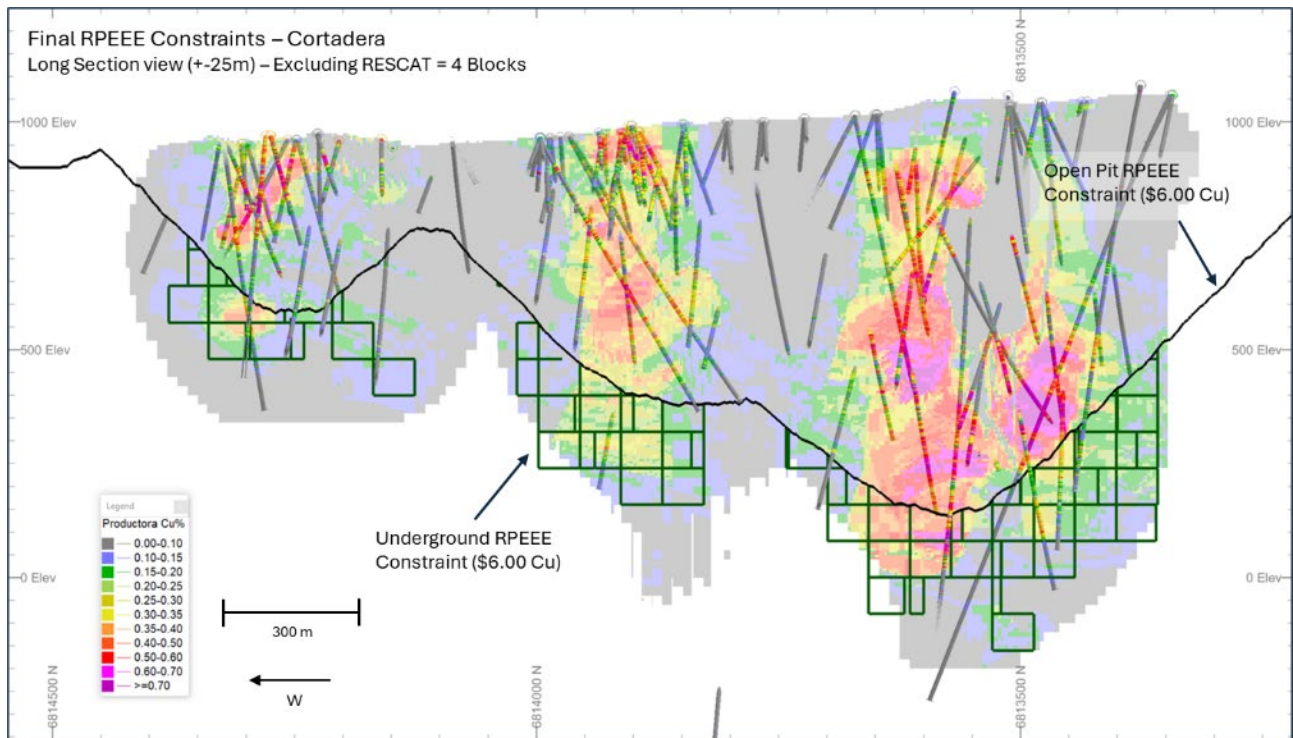 Final RPEEE Constraints – Cortadera
Long Section view (+-25m) – Excluding RESCAT = 4 Blocks
6813500 N
1000 Elev
1000 Elev
Open Pit RPEEE
Constraint ($6.00 Cu)
500 Elev
500 Elev
Underground RPEEE
Constraint ($6.00 Cu)
Legend
Productora Cu%
0.00-0.10
0.10-0.15
0.15-0.20
0.20-0.25
0.25-0.30
0.30-0.35
0.35-0.40
0.40-0.50
0.50-0.60
0.60-0.70
>=0.70
0 Elev
0 Elev
300 m
W
6814500 N
6814000 N
6813500 N